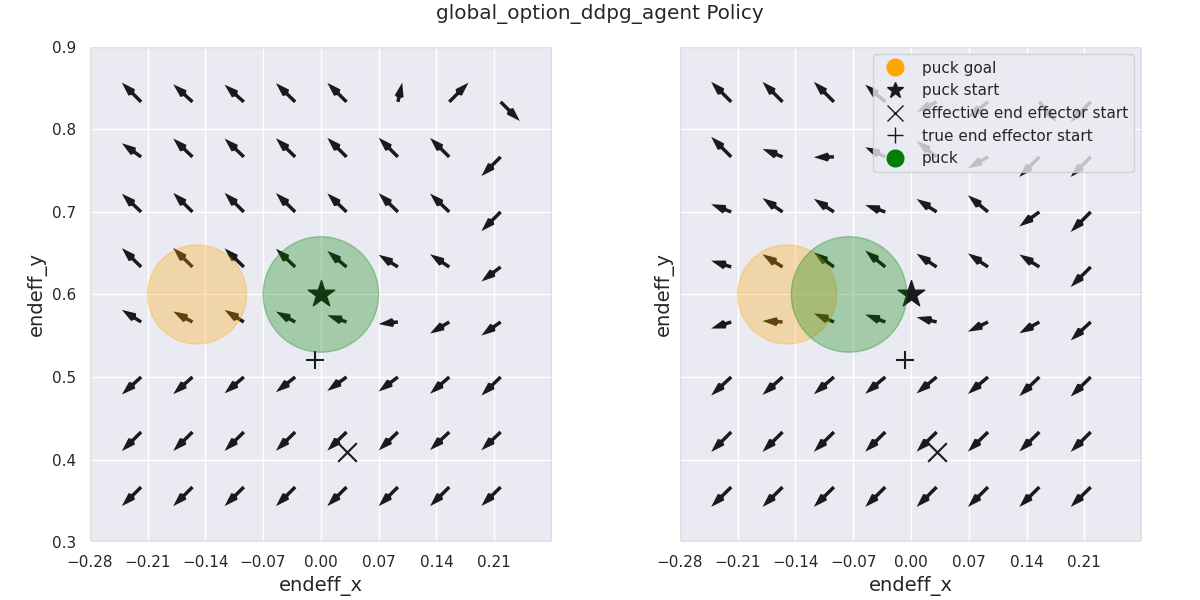 global_option_ddpg_agent Policy
0.9
0.8
0.7
0.6
0.5
0.4
0.3
endeff_y
−0.28 −0.21 −0.14 −0.07 0.00 0.07 0.14 0.21
endeff_x
puck goal
puck start
effective end effector start
true end effector start
puck
endeff_y
−0.28 −0.21 −0.14 −0.07 0.00 0.07 0.14 0.21
endeff_x